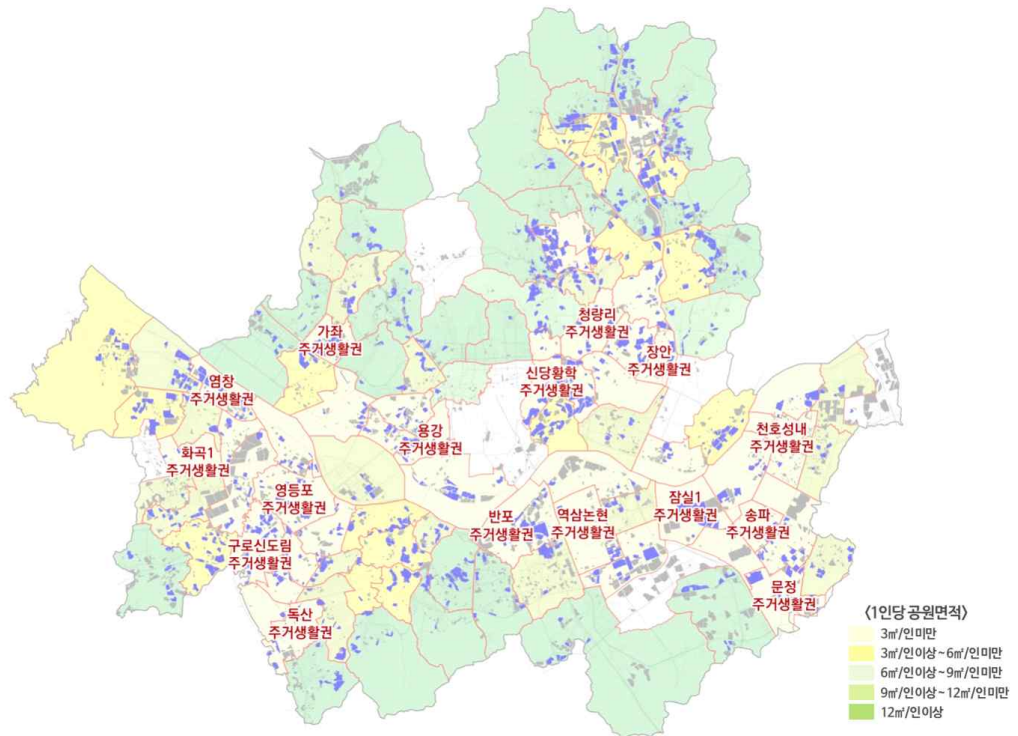 청량리
주거생활권
가좌
주거생활권
장안
주거생활권
신당황학
주거생활권
염창
주거생활권
천호성내
주거생활권
용강
주거생활권
화곡1
주거생활권
영등포
주거생활권
잠실1
주거생활권
반포
주거생활권
역삼논현
주거생활권
송파
주거생활권
구로신도림
주거생활권
문정
주거생활권
독산
주거생활권
〈1인당 공원면적〉
3㎡/인미만
3㎡/인이상~6㎡/인미만
6㎡/인이상~9㎡/인미만
9㎡/인이상~12㎡/인미만
12㎡/인이상